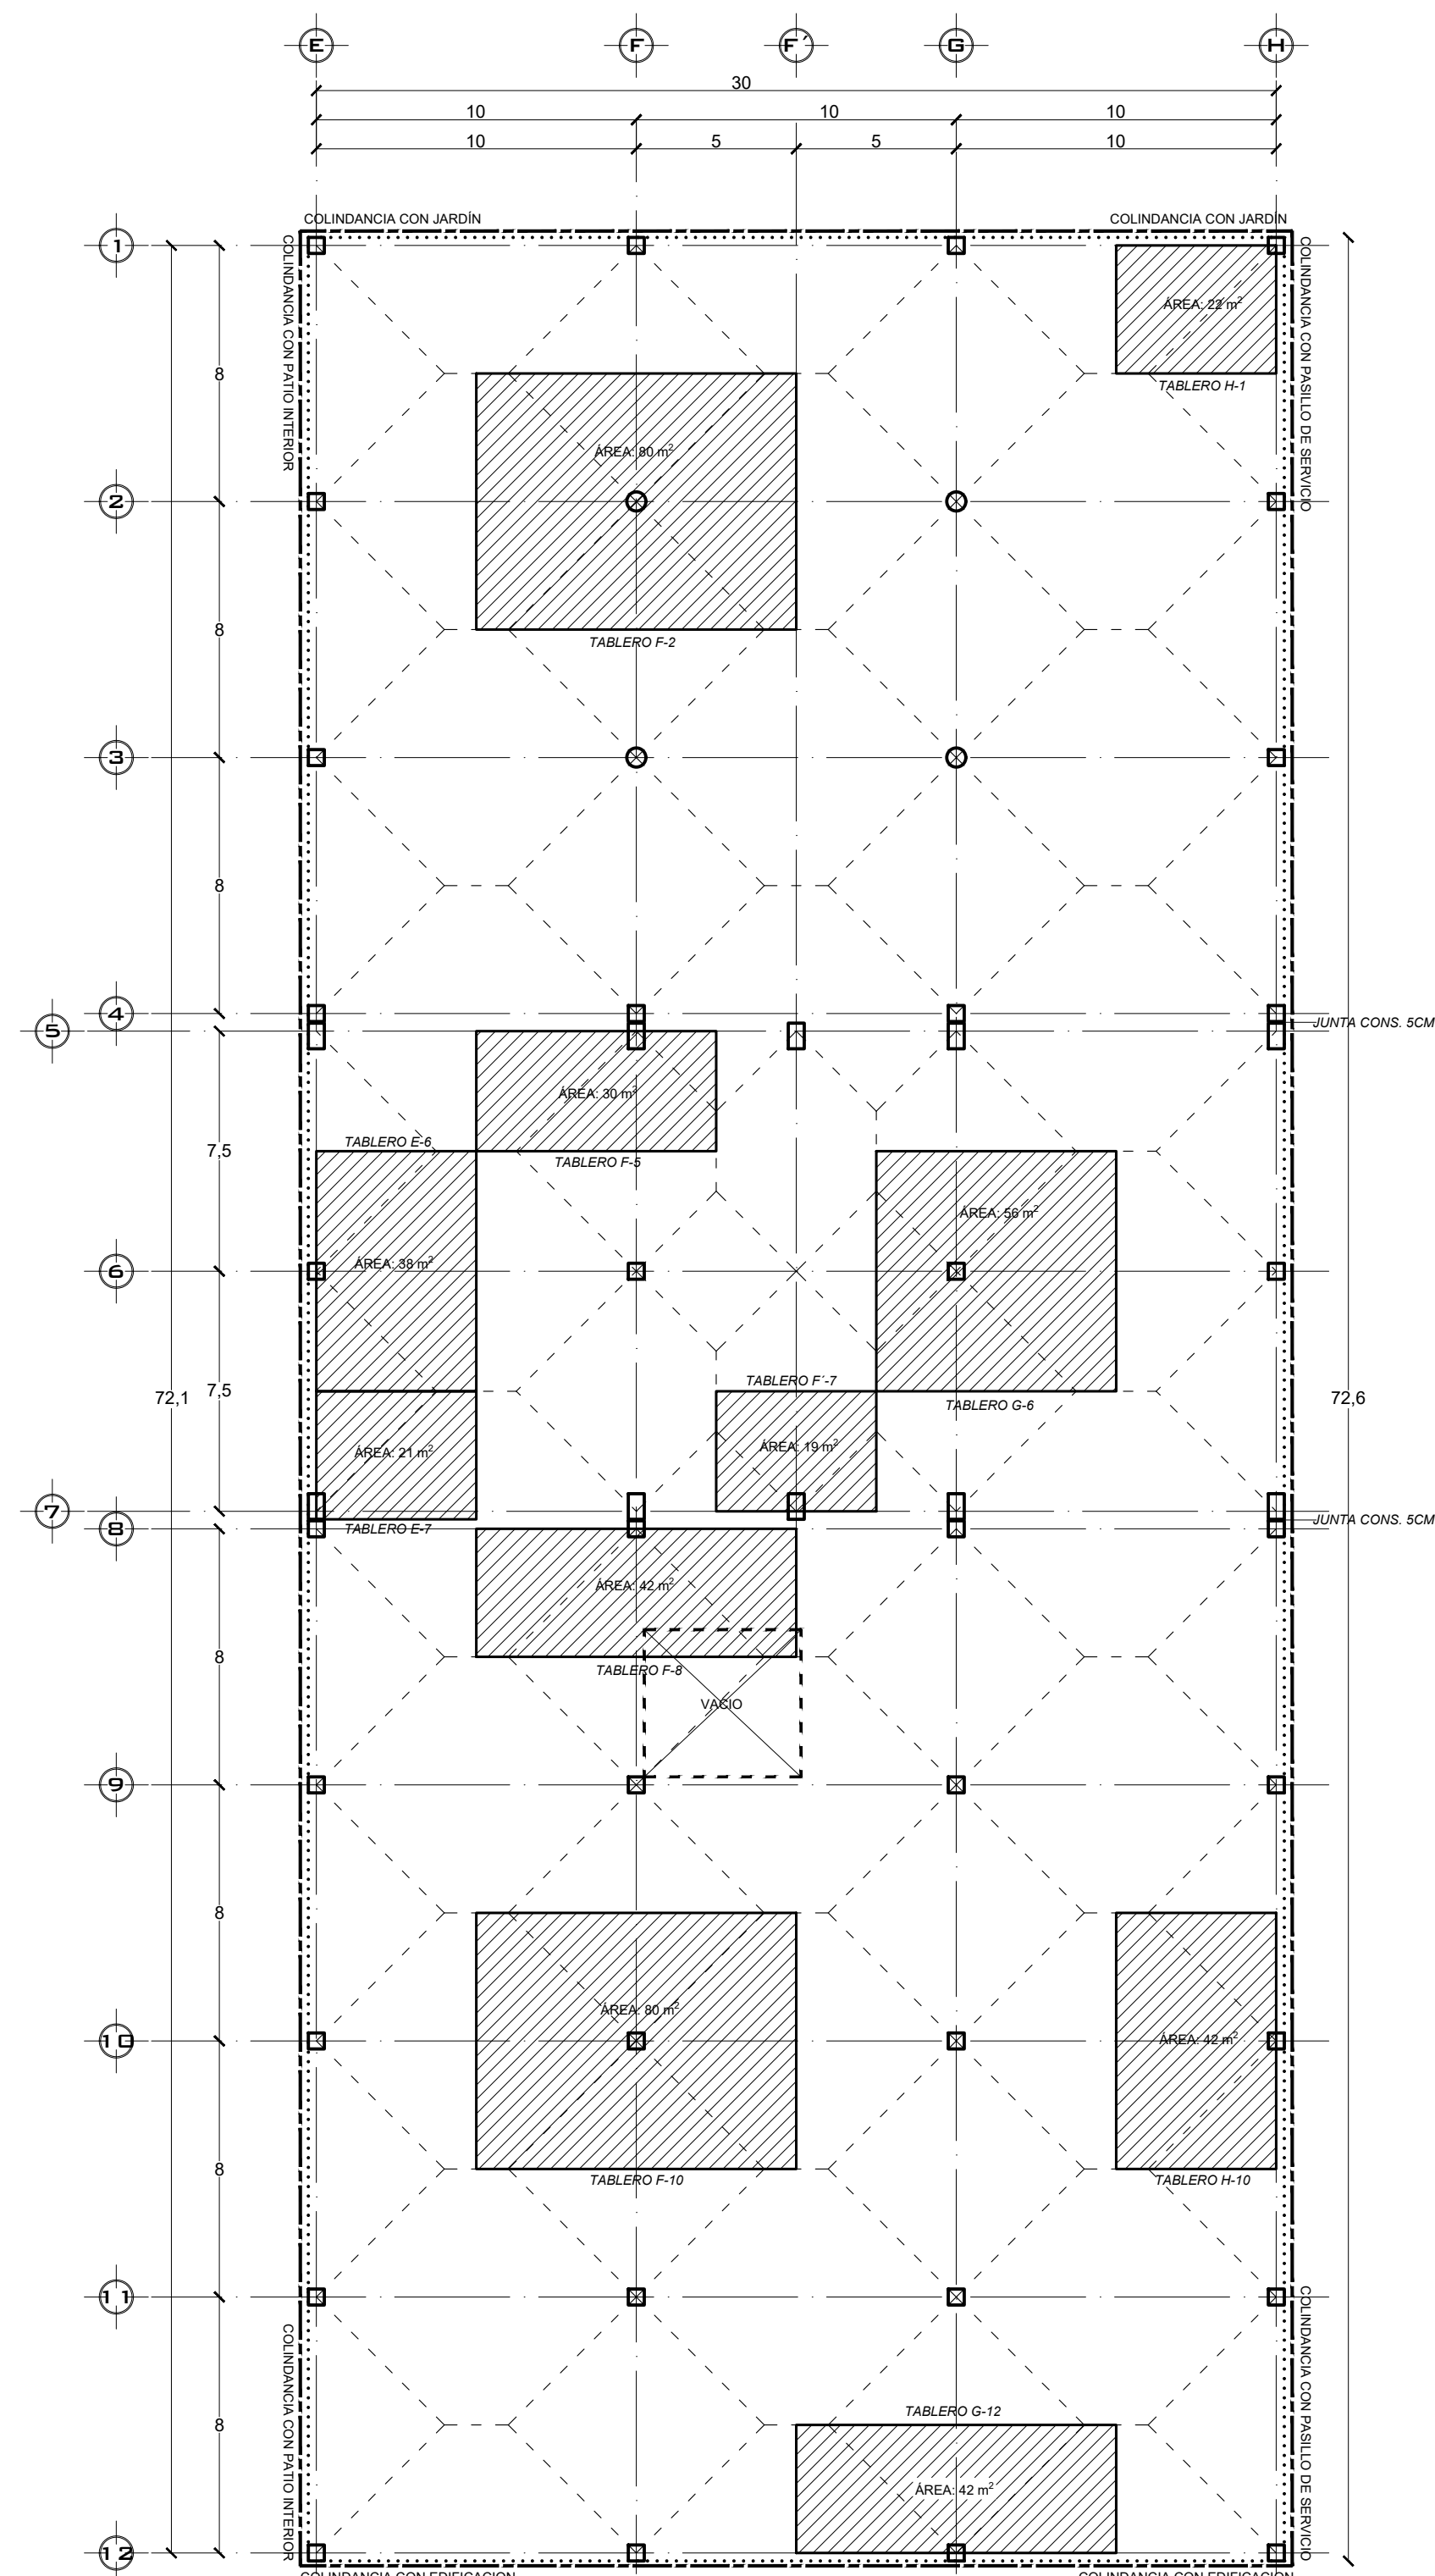 E F F´ G H
30
10 10 10
10 5 5 10
COLINDANCIA CON JARDÍN COLINDANCIA CON JARDÍN
1
COLINDANCIA CON PATIO INTERIOR
COLINDANCIA CON PASILLO DE SERVICIO
ÁREA: 22 m²
8
TABLERO H-1
ÁREA: 80 m²
2
8
TABLERO F-2
3
8
4
5
JUNTA CONS. 5CM
ÁREA: 30 m²
TABLERO E-6
7,5
TABLERO F-5
ÁREA: 56 m²
ÁREA: 38 m²
6
TABLERO F´-7
7,5
72,1
72,6
TABLERO G-6
ÁREA: 19 m²
ÁREA: 21 m²
7
JUNTA CONS. 5CM
8
TABLERO E-7
ÁREA: 42 m²
8
TABLERO F-8
VACIO
9
8
ÁREA: 80 m²
10
ÁREA: 42 m²
8
TABLERO F-10
TABLERO H-10
11
COLINDANCIA CON PATIO INTERIOR
COLINDANCIA CON PASILLO DE SERVICIO
TABLERO G-12
8
ÁREA: 42 m²
12
COLINDANCIA CON EDIFICACION COLINDANCIA CON EDIFICACION